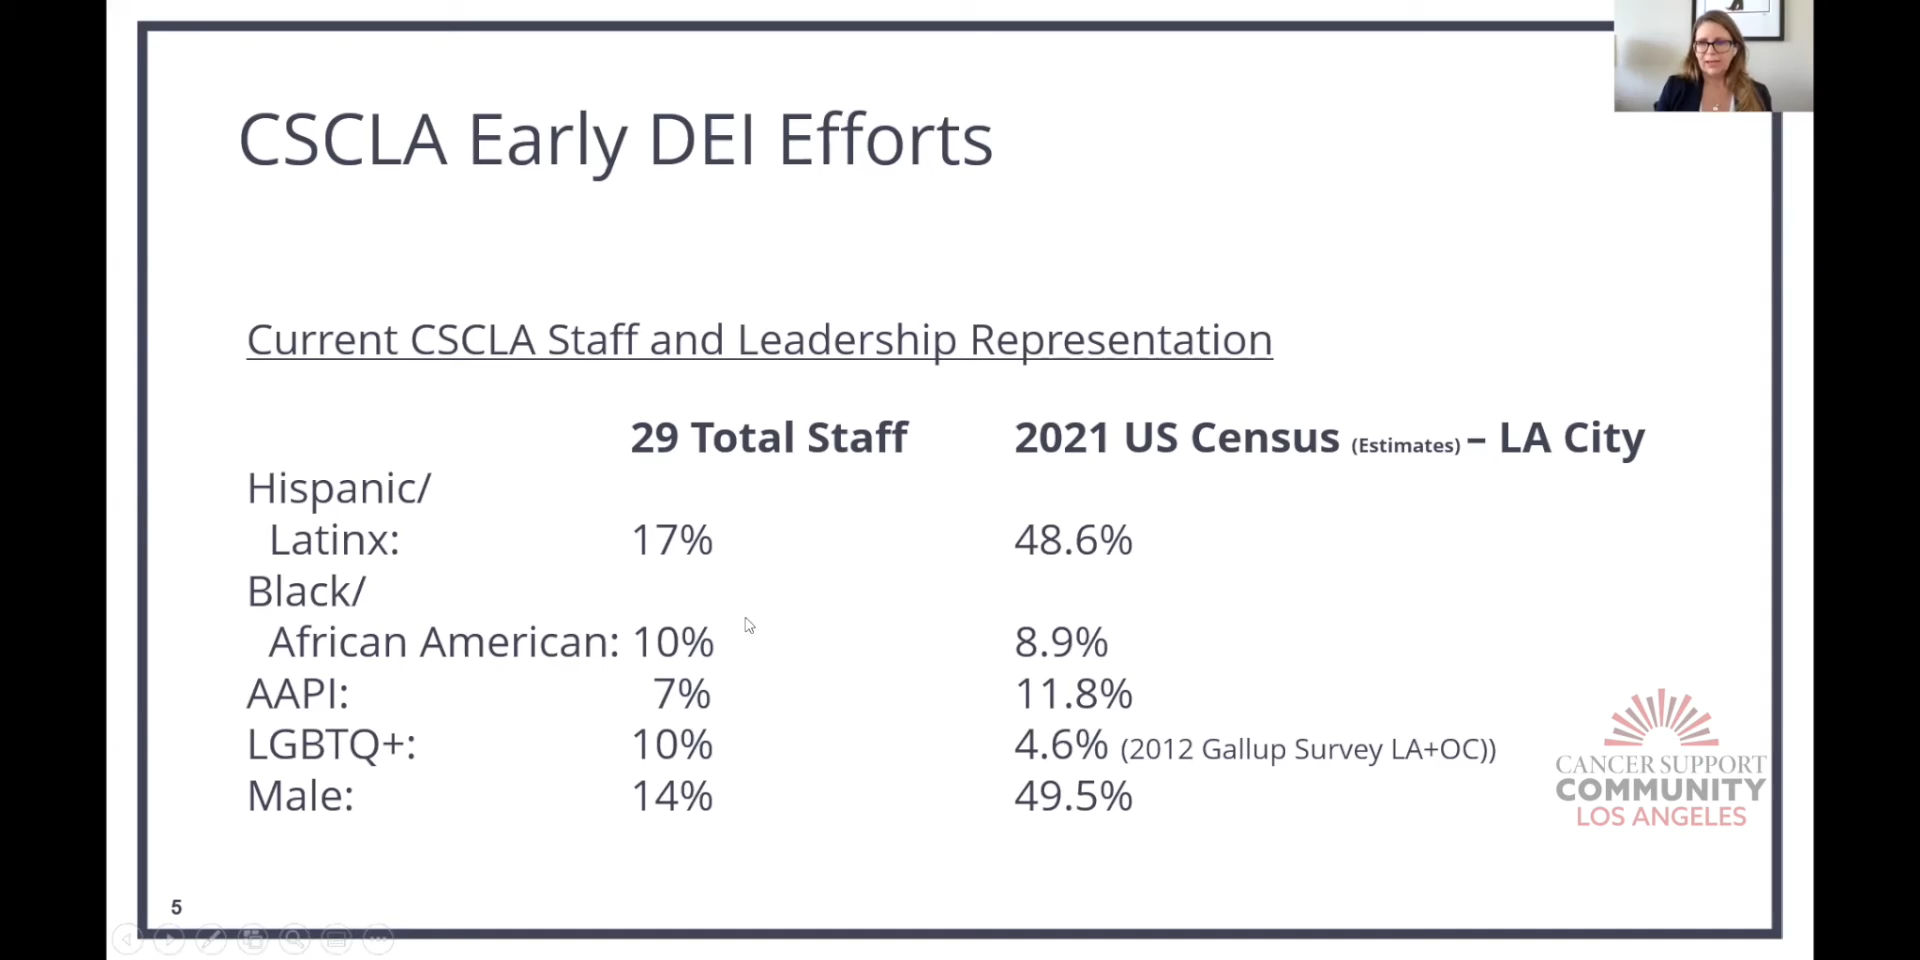 CSCLA Early DEI Efforts
Current CSCLA Staff and Leadership Representation
29 Total Staff 2021 US Census (Estimates) – LA City
Hispanic/
Latinx: 17% 48.6%
Black/
African American: 10% 8.9%
AAPI: 7% 11.8%
LGBTQ+: 10% 4.6% (2012 Gallup Survey LA+OC))
Male: 14% 49.5%
CANCER SUPPORT
COMMUNITY
LOS ANGELES
5